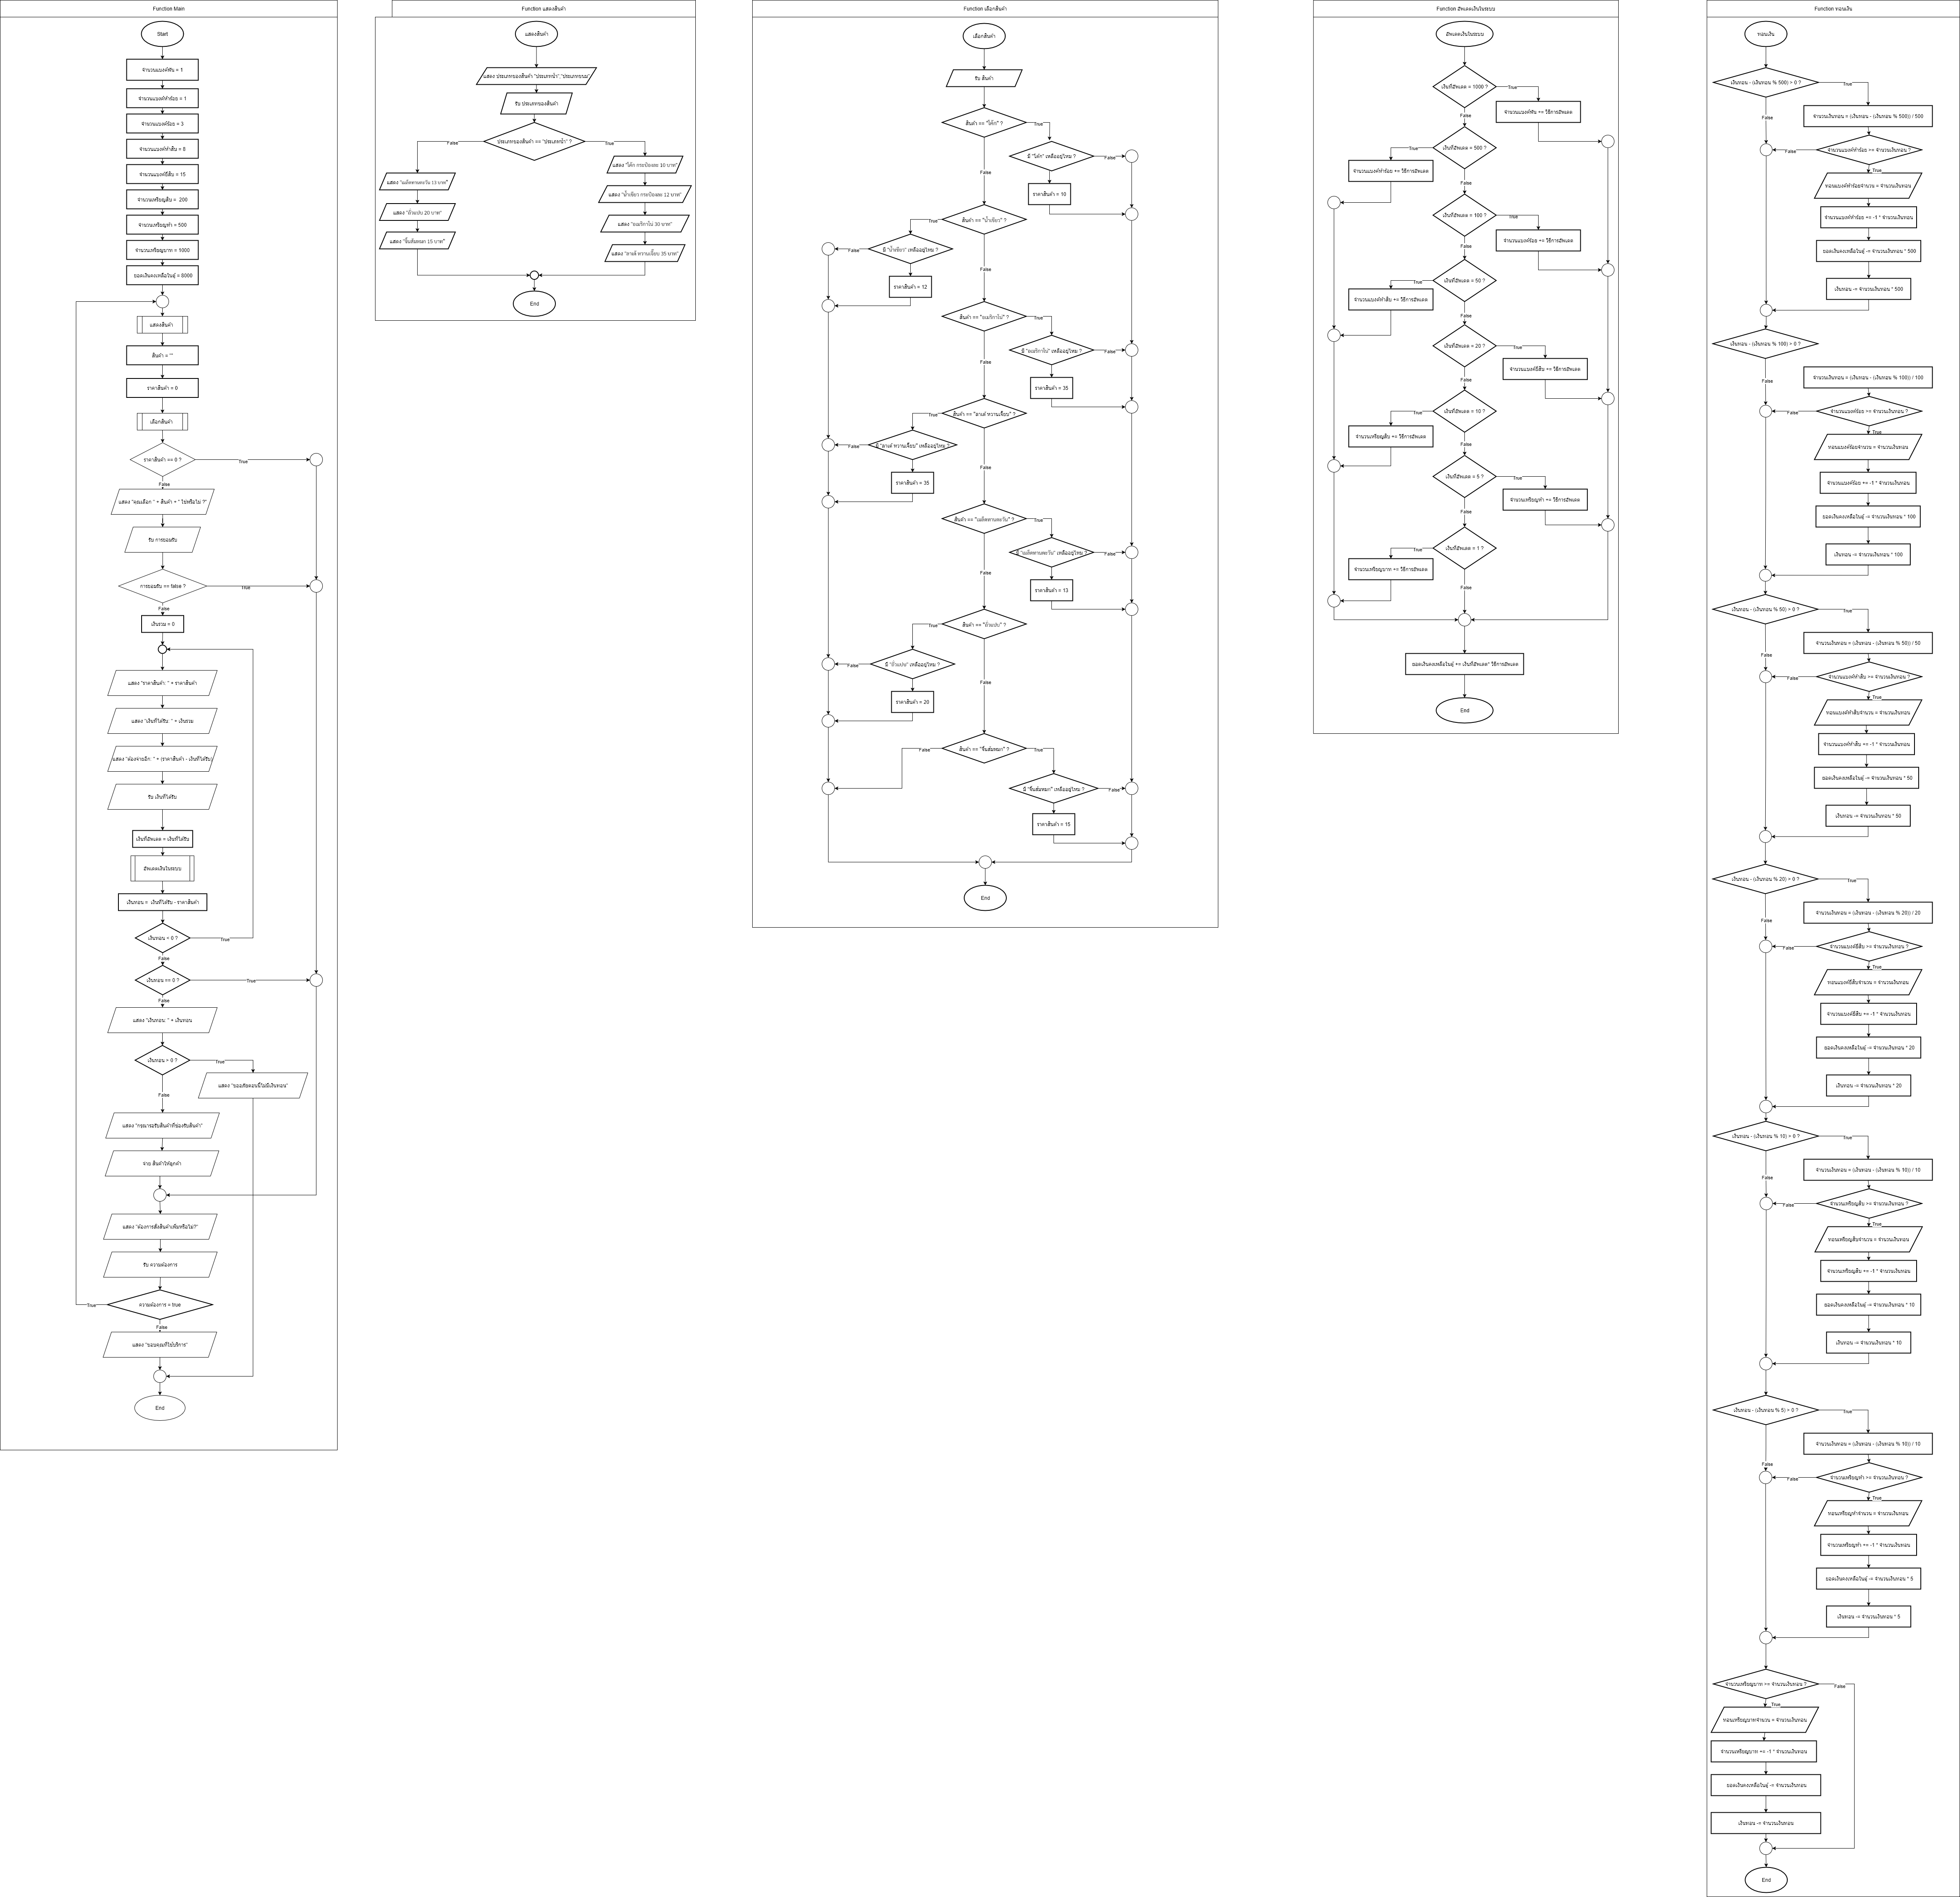 Function Main
Start
จำนวนแบงค์พัน = 1
จำนวนแบงค์ห้าร้อย = 1
จำนวนแบงค์ร้อย = 3
จำนวนแบงค์ห้าสิบ = 8
จำนวนแบงค์ยี่สิบ = 15
จำนวนเหรียญสิบ = 200
จำนวนเหรียญห้า = 500
จำนวนเหรียญบาท = 1000
ยอดเงินคงเหลือในตู้ = 8000
แสดงสินค้า
สินค้า = ""
ราคาสินค้า = 0
เลือกสินค้า
ราคาสินค้า == 0 ?
True
False
แสดง "คุณเลือก " + สินค้า + " ใช่หรือไม่ ?"
รับ การยอมรับ
การยอมรับ == false ?
True
False
เงินรวม = 0
แสดง "ราคาสินค้า: " + ราคาสินค้า
แสดง "เงินที่ได้รับ: " + เงินรวม
แสดง "ต้องจ่ายอีก: " + (ราคาสินค้า - เงินที่ได้รับ)
รับ เงินที่ได้รับ
เงินที่อัพเดต = เงินที่ได้รับ
อัพเดตเงินในระบบ
เงินทอน = เงินที่ได้รับ - ราคาสินค้า
เงินทอน < 0 ?
True
False
เงินทอน == 0 ?
True
False
แสดง "เงินทอน: " + เงินทอน
เงินทอน = 0 ?
True
แสดง "ขออภัยตอนนี้ไม่มีเงินทอน"
False
แสดง "กรุณารอรับสินค้าที่ช่องรับสินค้า"
จ่าย สินค้าให้ลูกค้า
แสดง "ต้องการสั่งสินค้าเพิ่มหรือไม่?"
รับ ความต้องการ
ความต้องการ = true
True
False
แสดง "ขอบคุณที่ใช้บริการ"
End
Function แสดงสินค้า
แสดงสินค้า
แสดง ประเภทของสินค้า "ประเภทน้ำ","ประเภทขนม"
รับ ประเภทของสินค้า
ประเภทของสินค้า == "ประเภทน้ำ" ?
False
True
แสดง "เมล็ดทานตะวัน 13 บาท"
แสดง "ถั่วแปบ 20 บาท"
แสดง "ชิ้นส้มหมก 15 บาท"
แสดง "โค้ก กระป๋องละ 10 บาท"
แสดง "น้ำเขียว กระป๋องละ 12 บาท"
แสดง "อเมริกาโน่ 30 บาท"
แสดง "ลาเต้ หวานเจี๊ยบ 35 บาท"
End
Function เลือกสินค้า
เลือกสินค้า
รับ สินค้า
สินค้า == "โค้ก" ?
True
False
มี "โค้ก" เหลืออยู่ไหม ?
False
ราคาสินค้า = 10
สินค้า == "น้ำเขียว" ?
True
False
มี "น้ำเขียว" เหลืออยู่ไหม ?
False
ราคาสินค้า = 12
สินค้า == "อเมริกาโน่" ?
True
False
มี "อเมริกาโน่" เหลืออยู่ไหม ?
False
ราคาสินค้า = 35
สินค้า == "ลาเต้ หวานเจี๊ยบ" ?
True
False
มี "ลาเต้ หวานเจี๊ยบ" เหลืออยู่ไหม ?
False
ราคาสินค้า = 35
สินค้า == "เมล็ดทานตะวัน" ?
True
False
มี "เมล็ดทานตะวัน" เหลืออยู่ไหม ?
False
ราคาสินค้า = 13
สินค้า == "ถั่วแปบ" ?
True
False
มี "ถั่วแปบ" เหลืออยู่ไหม ?
False
ราคาสินค้า = 20
สินค้า == "ชิ้นส้มหมก" ?
False
True
มี "ชิ้นส้มหมก" เหลืออยู่ไหม ?
False
ราคาสินค้า = 15
End
Function อัพเดตเงินในระบบ
อัพเดตเงินในระบบ
เงินที่อัพเดต = 1000 ?
True
False
จำนวนแบงค์พัน += วิธีการอัพเดต
เงินที่อัพเดต = 500 ?
True
False
จำนวนแบงค์ห้าร้อย += วิธีการอัพเดต
เงินที่อัพเดต = 100 ?
True
False
จำนวนแบงค์ร้อย += วิธีการอัพเดต
เงินที่อัพเดต = 50 ?
True
False
จำนวนแบงค์ห้าสิบ += วิธีการอัพเดต
เงินที่อัพเดต = 20 ?
True
False
จำนวนแบงค์ยี่สิบ += วิธีการอัพเดต
เงินที่อัพเดต = 10 ?
True
False
จำนวนเหรียญสิบ += วิธีการอัพเดต
เงินที่อัพเดต = 5 ?
True
False
จำนวนเหรียญห้า += วิธีการอัพเดต
เงินที่อัพเดต = 1 ?
True
False
จำนวนเหรียญบาท += วิธีการอัพเดต
ยอดเงินคงเหลือในตู้ += เงินที่อัพเดต* วิธีการอัพเดต
End
Function ทอนเงิน
ทอนเงิน
เงินทอน - (เงินทอน % 500) > 0 ?
True
False
จำนวนเงินทอน = (เงินทอน - (เงินทอน % 500)) / 500
จำนวนแบงค์ห้าร้อย >= จำนวนเงินทอน ?
False
True
ทอนแบงค์ห้าร้อยจำนวน = จำนวนเงินทอน
จำนวนแบงค์ห้าร้อย += -1 * จำนวนเงินทอน
ยอดเงินคงเหลือในตู้ -= จำนวนเงินทอน * 500
เงินทอน -= จำนวนเงินทอน * 500
เงินทอน - (เงินทอน % 100) > 0 ?
False
จำนวนเงินทอน = (เงินทอน - (เงินทอน % 100)) / 100
จำนวนแบงค์ร้อย >= จำนวนเงินทอน ?
False
True
ทอนแบงค์ร้อยจำนวน = จำนวนเงินทอน
จำนวนแบงค์ร้อย += -1 * จำนวนเงินทอน
ยอดเงินคงเหลือในตู้ -= จำนวนเงินทอน * 100
เงินทอน -= จำนวนเงินทอน * 100
เงินทอน - (เงินทอน % 50) > 0 ?
True
False
จำนวนเงินทอน = (เงินทอน - (เงินทอน % 50)) / 50
จำนวนแบงค์ห้าสิบ >= จำนวนเงินทอน ?
False
True
ทอนแบงค์ห้าสิบจำนวน = จำนวนเงินทอน
จำนวนแบงค์ห้าสิบ += -1 * จำนวนเงินทอน
ยอดเงินคงเหลือในตู้ -= จำนวนเงินทอน * 50
เงินทอน -= จำนวนเงินทอน * 50
เงินทอน - (เงินทอน % 20) > 0 ?
True
False
จำนวนเงินทอน = (เงินทอน - (เงินทอน % 20)) / 20
จำนวนแบงค์ยี่สิบ >= จำนวนเงินทอน ?
False
True
ทอนแบงค์ยี่สิบจำนวน = จำนวนเงินทอน
จำนวนแบงค์ยี่สิบ += -1 * จำนวนเงินทอน
ยอดเงินคงเหลือในตู้ -= จำนวนเงินทอน * 20
เงินทอน -= จำนวนเงินทอน * 20
เงินทอน - (เงินทอน % 10) > 0 ?
True
False
จำนวนเงินทอน = (เงินทอน - (เงินทอน % 10)) / 10
จำนวนเหรียญสิบ >= จำนวนเงินทอน ?
False
True
ทอนเหรียญสิบจำนวน = จำนวนเงินทอน
จำนวนเหรียญสิบ += -1 * จำนวนเงินทอน
ยอดเงินคงเหลือในตู้ -= จำนวนเงินทอน * 10
เงินทอน -= จำนวนเงินทอน * 10
เงินทอน - (เงินทอน % 5) > 0 ?
True
False
จำนวนเงินทอน = (เงินทอน - (เงินทอน % 10)) / 10
จำนวนเหรียญห้า >= จำนวนเงินทอน ?
False
True
ทอนเหรียญห้าจำนวน = จำนวนเงินทอน
จำนวนเหรียญห้า += -1 * จำนวนเงินทอน
ยอดเงินคงเหลือในตู้ -= จำนวนเงินทอน * 5
เงินทอน -= จำนวนเงินทอน * 5
จำนวนเหรียญบาท >= จำนวนเงินทอน ?
False
True
ทอนเหรียญบาทจำนวน = จำนวนเงินทอน
จำนวนเหรียญบาท += -1 * จำนวนเงินทอน
ยอดเงินคงเหลือในตู้ -= จำนวนเงินทอน
เงินทอน -= จำนวนเงินทอน
End